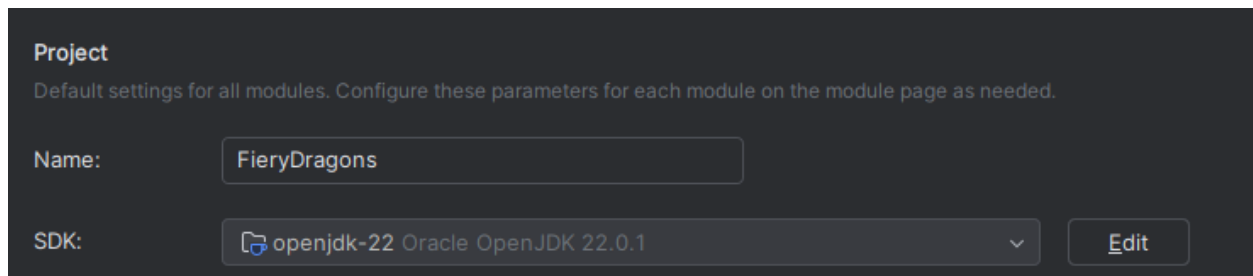 Project
Default settings for all modules. Configure these parameters for each module on the module page as needed.
Name: FieryDragons
SDK: openjdk-22 Oracle OpenJDK 22.0.1 Edit